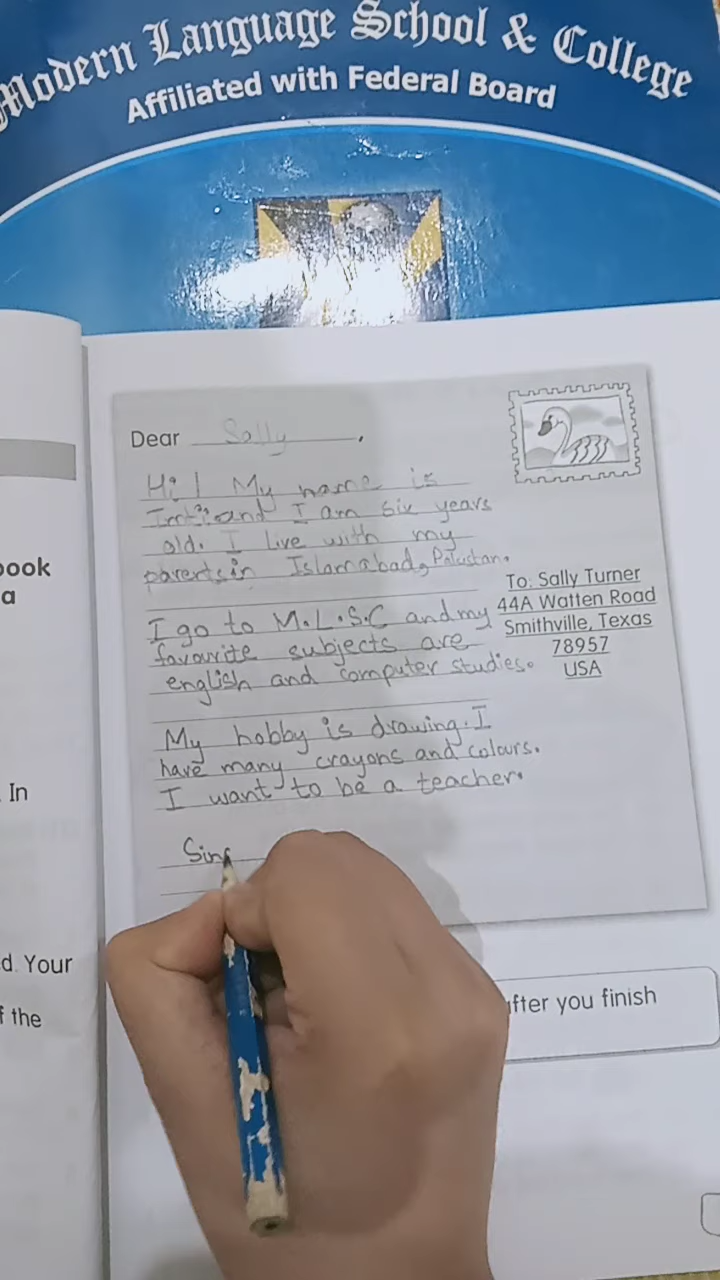 Modern Language School & College
Affiliated with Federal Board
Dear Sally.
Hi! My name is
and I am six years
old. I live with my
parents in Islamabad, Pakistan.
I go to M.L.S.C and my
favourite subjects are
english and computer studies.
My hobby is drawing. I
have many crayons and colours.
I want to be a teacher.
Sinc
To: Sally Turner
44A Watten Road
Smithville, Texas
78957
USA
ook
a
In
d. Your
f the
fter you finish